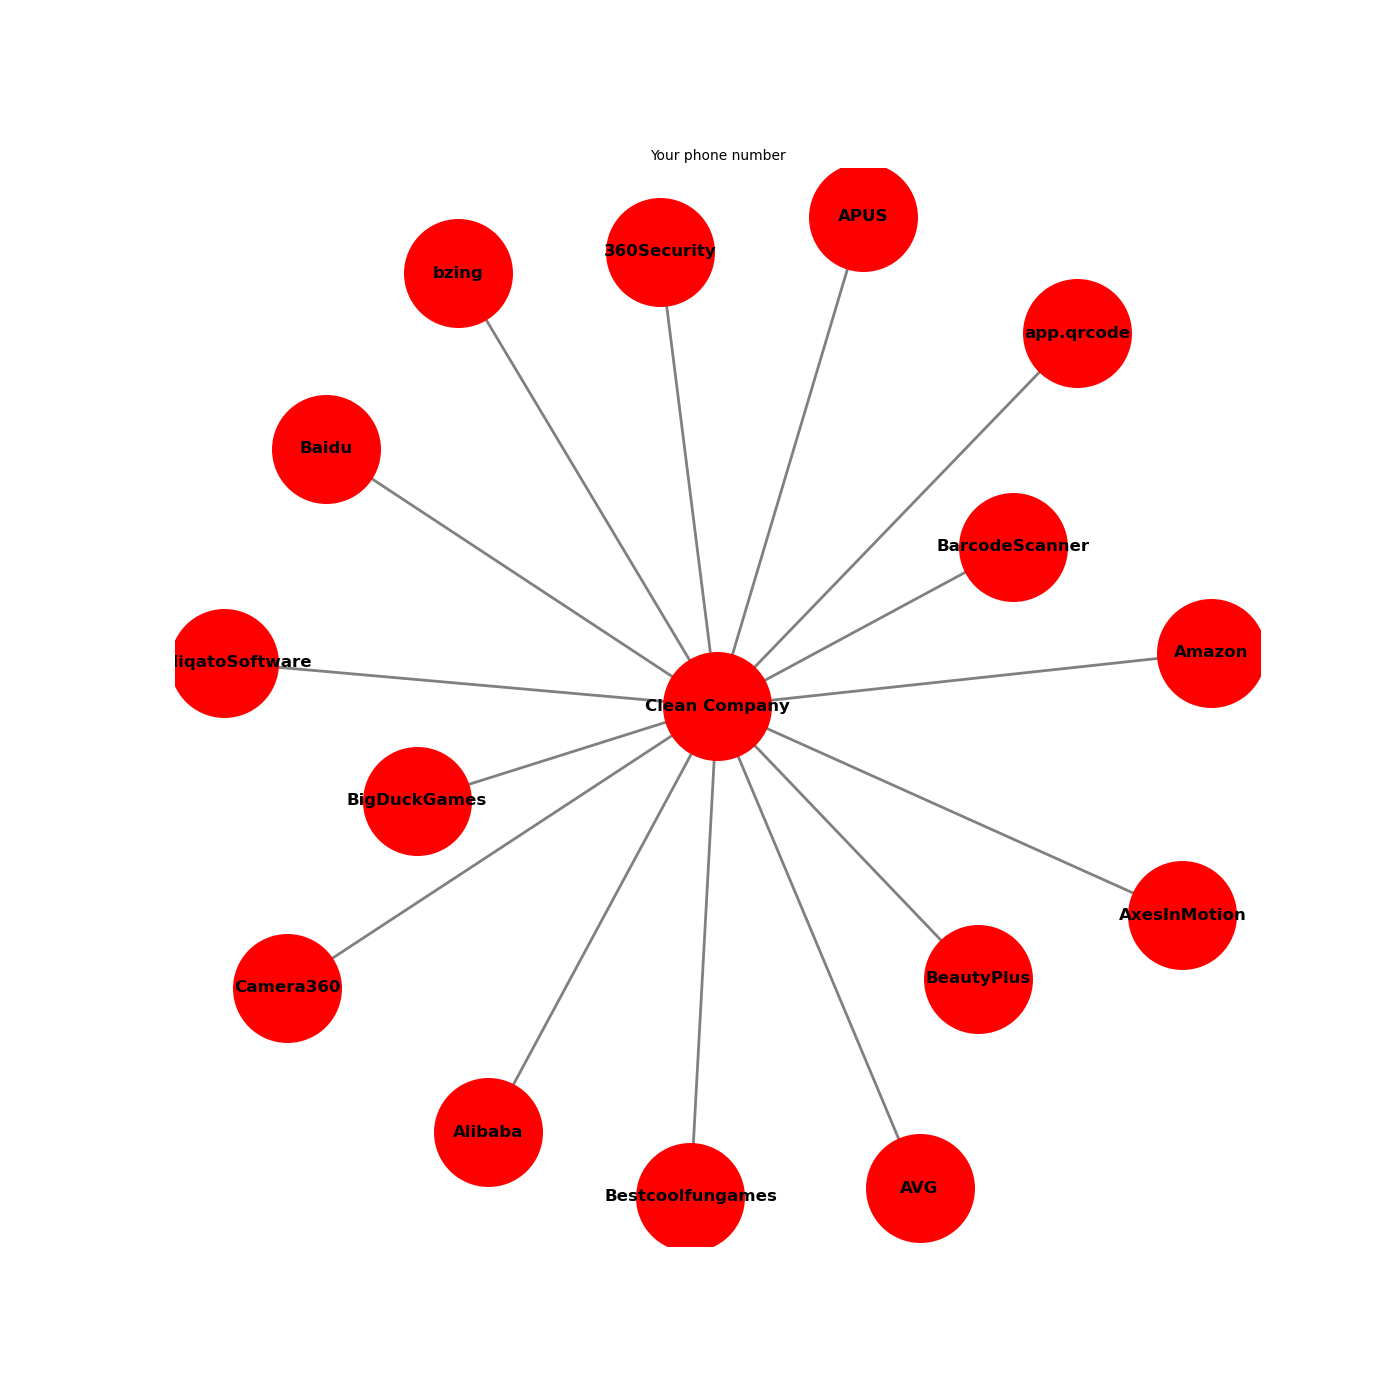 Your phone number
APUS
360Security
bzing
app.qrcode
Baidu
BarcodeScanner
Amazon
Clean Company
BigDuckGames
AxesInMotion
BeautyPlus
Camera360
Alibaba
AVG
Bestcoolfungames